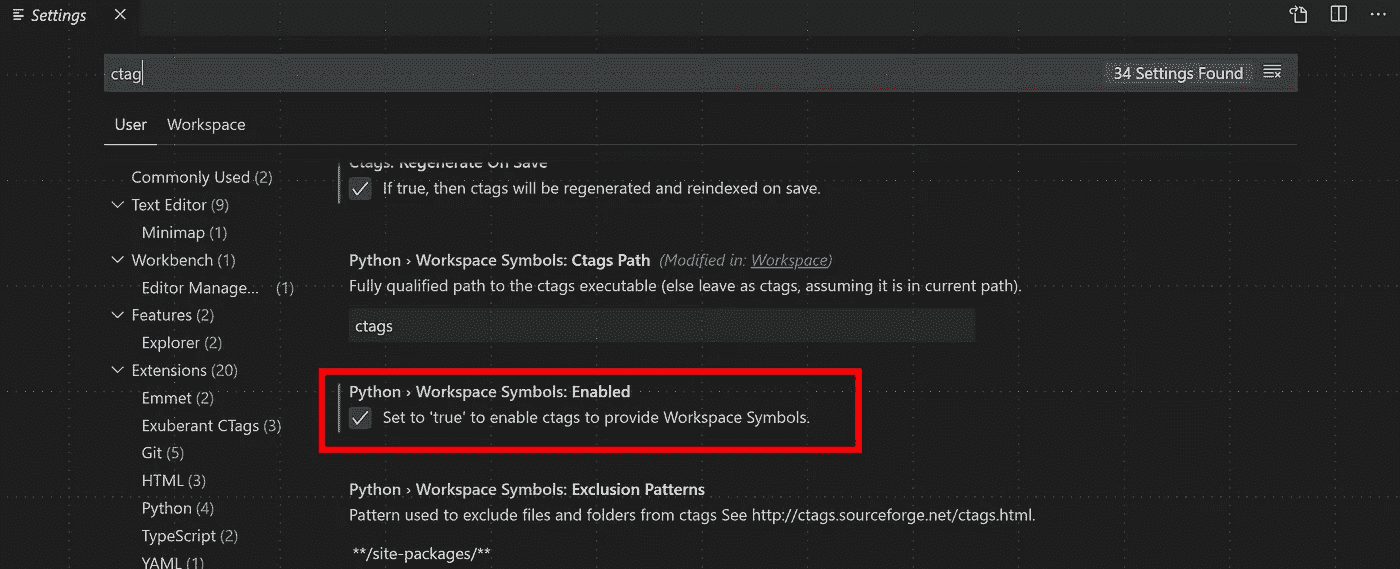 Settings
ctag
34 Settings Found
User Workspace
Commonly Used (2)
Text Editor (9)
Minimap (1)
Workbench (1)
Editor Manage... (1)
Features (2)
Explorer (2)
Extensions (20)
Emmet (2)
Exuberant CTags (3)
Git (5)
HTML (3)
Python (4)
TypeScript (2)
YAML (1)
Ctags: Regenerate On Save
If true, then ctags will be regenerated and reindexed on save.
Python › Workspace Symbols: Ctags Path (Modified in: Workspace)
Fully qualified path to the ctags executable (else leave as ctags, assuming it is in current path).
ctags
Python › Workspace Symbols: Enabled
Set to 'true' to enable ctags to provide Workspace Symbols.
Python › Workspace Symbols: Exclusion Patterns
Pattern used to exclude files and folders from ctags See http://ctags.sourceforge.net/ctags.html.
**/site-packages/**